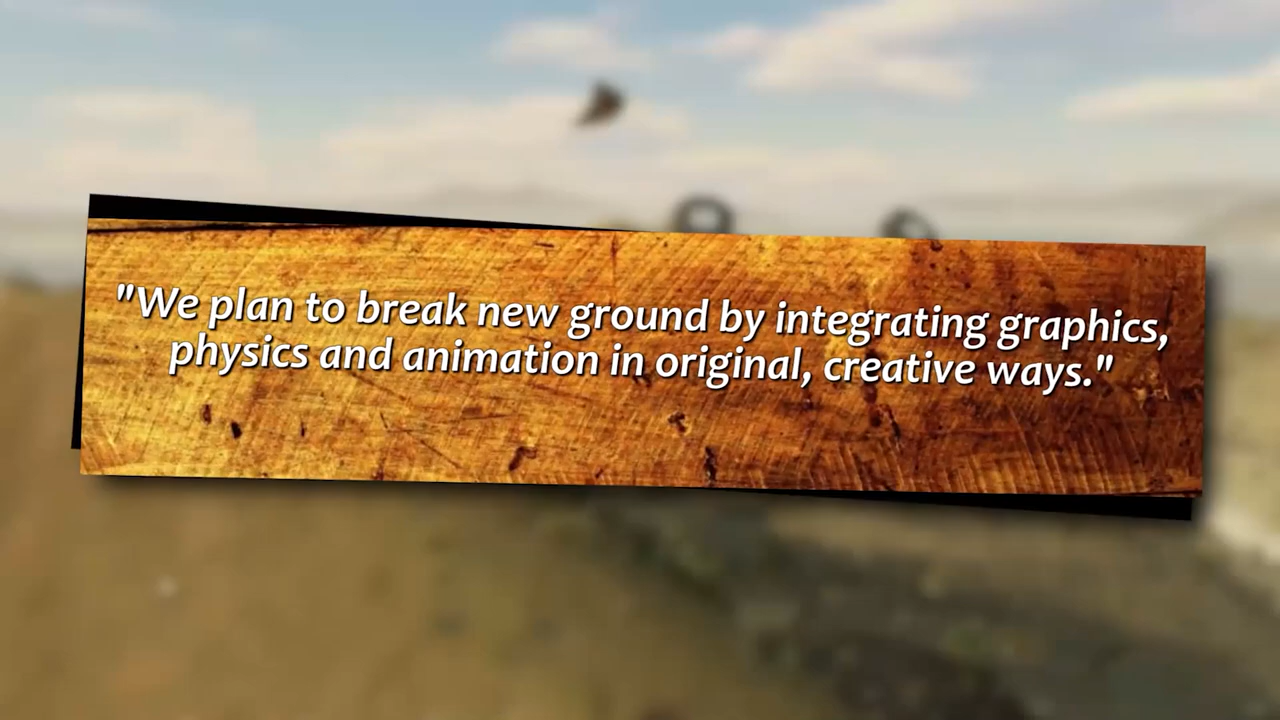 "We plan to break new ground by integrating graphics,
physics and animation in original, creative ways."